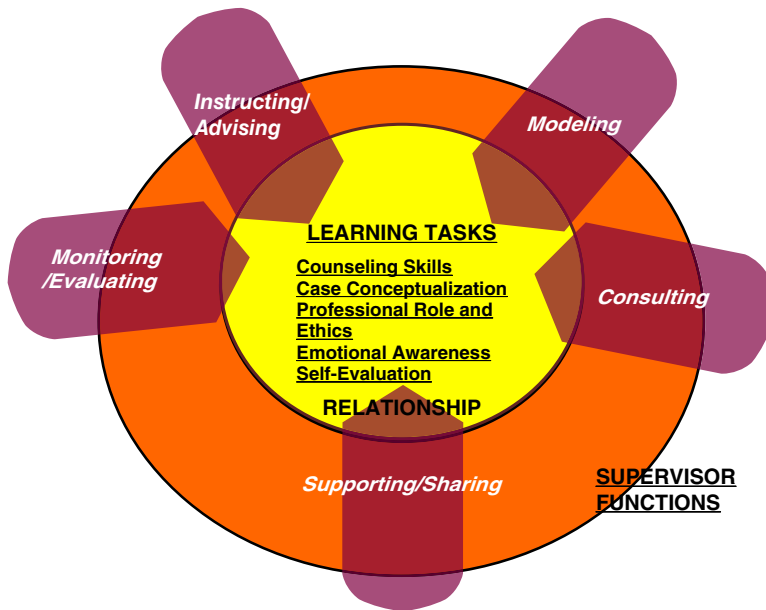 Instructing/
Advising
Modeling
Monitoring
/Evaluating
LEARNING TASKS
Counseling Skills
Case Conceptualization
Professional Role and
Ethics
Emotional Awareness
Self-Evaluation
Consulting
RELATIONSHIP
Supporting/Sharing
SUPERVISOR
FUNCTIONS